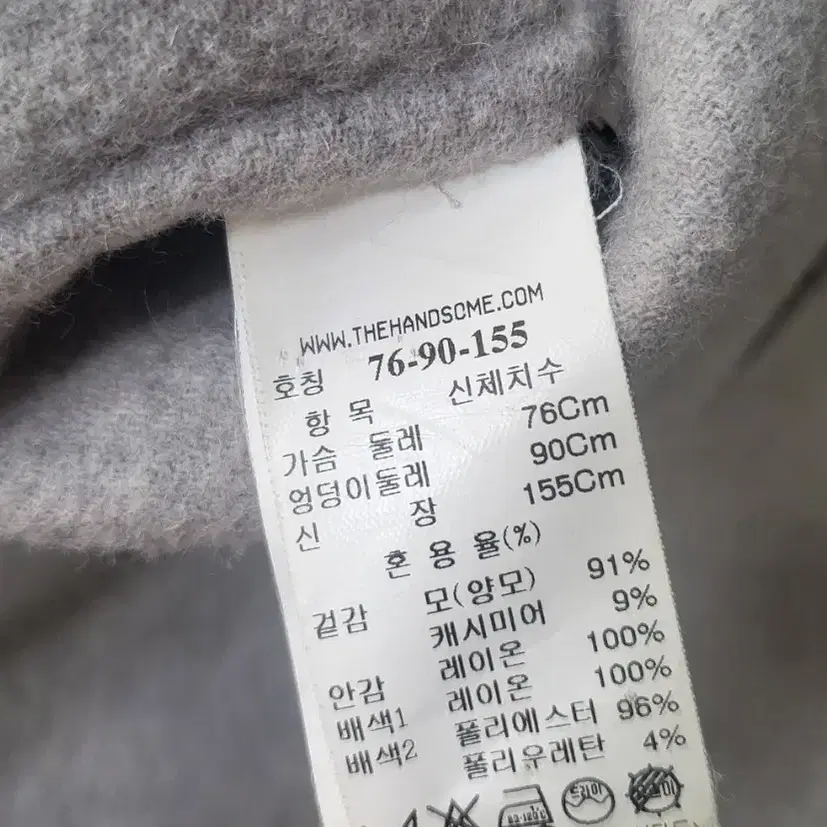 WWW.THEHANDSOME.COM
호칭 76-90-155
항 목 신체치수
가슴 둘레 76Cm
엉덩이둘레 90Cm
신 장 155Cm
혼 용 율(%)
겉감 모(양모) 91%
캐시미어 9%
안감 레이온 100%
배색1 레이온 100%
배색2 폴리에스터 96%
폴리우레탄 4%
드라이